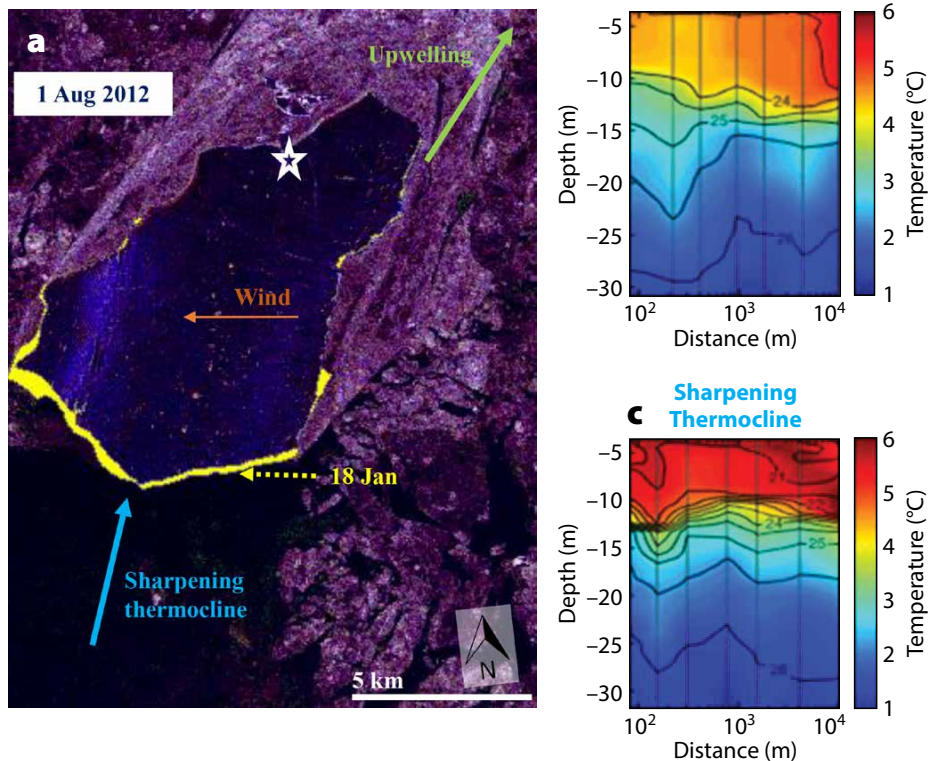 a
Upwelling
1 Aug 2012
Wind
18 Jan
Sharpening
thermocline
N
5 km
Depth (m)
−5
−10
−15
−20
−25
−30
24
25
10²
10³
10⁴
Distance (m)
6
5
4
3
2
1
Temperature (°C)
c
Sharpening
Thermocline
Depth (m)
−5
−10
−15
−20
−25
−30
21
24
25
10²
10³
10⁴
Distance (m)
6
5
4
3
2
1
Temperature (°C)